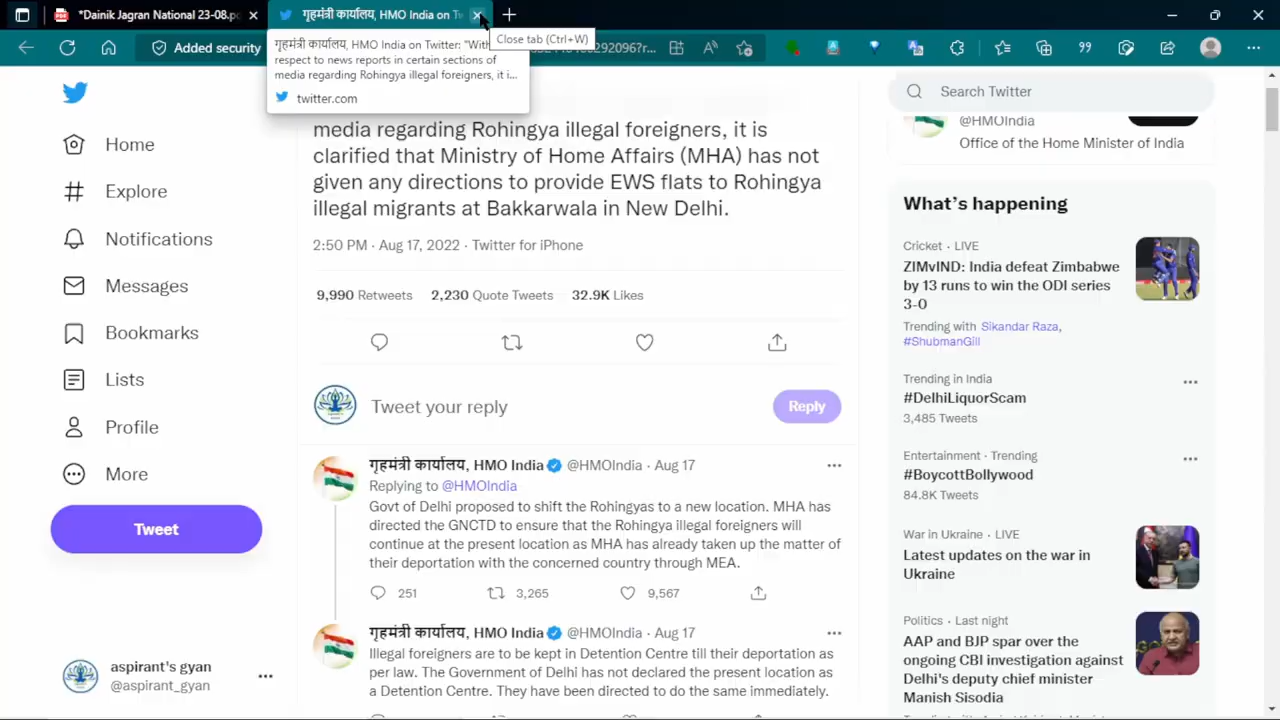 *Dainik Jagran National 23-08.p
गृहमंत्री कार्यालय, HMO India on Tw
Close tab (Ctrl+W)
Added security
2096?r...
गृहमंत्री कार्यालय, HMO India on Twitter: "With
respect to news reports in certain sections of
media regarding Rohingya illegal foreigners, it i...
twitter.com
Home
Explore
Notifications
Messages
Bookmarks
Lists
Profile
More
Tweet
aspirant's gyan
@aspirant_gyan
media regarding Rohingya illegal foreigners, it is
clarified that Ministry of Home Affairs (MHA) has not
given any directions to provide EWS flats to Rohingya
illegal migrants at Bakkarwala in New Delhi.
2:50 PM · Aug 17, 2022 · Twitter for iPhone
9,990 Retweets 2,230 Quote Tweets 32.9K Likes
Tweet your reply
Reply
गृहमंत्री कार्यालय, HMO India @HMOIndia · Aug 17
Replying to @HMOIndia
Govt of Delhi proposed to shift the Rohingyas to a new location. MHA has
directed the GNCTD to ensure that the Rohingya illegal foreigners will
continue at the present location as MHA has already taken up the matter of
their deportation with the concerned country through MEA.
251 3,265 9,567
गृहमंत्री कार्यालय, HMO India @HMOIndia · Aug 17
Illegal foreigners are to be kept in Detention Centre till their deportation as
per law. The Government of Delhi has not declared the present location as
a Detention Centre. They have been directed to do the same immediately.
Search Twitter
@HMOIndia
Office of the Home Minister of India
What's happening
Cricket · LIVE
ZIMvIND: India defeat Zimbabwe
by 13 runs to win the ODI series
3-0
Trending with Sikandar Raza,
#ShubmanGill
Trending in India
#DelhiLiquorScam
3,485 Tweets
Entertainment · Trending
#BoycottBollywood
84.8K Tweets
War in Ukraine · LIVE
Latest updates on the war in
Ukraine
Politics · Last night
AAP and BJP spar over the
ongoing CBI investigation against
Delhi's deputy chief minister
Manish Sisodia